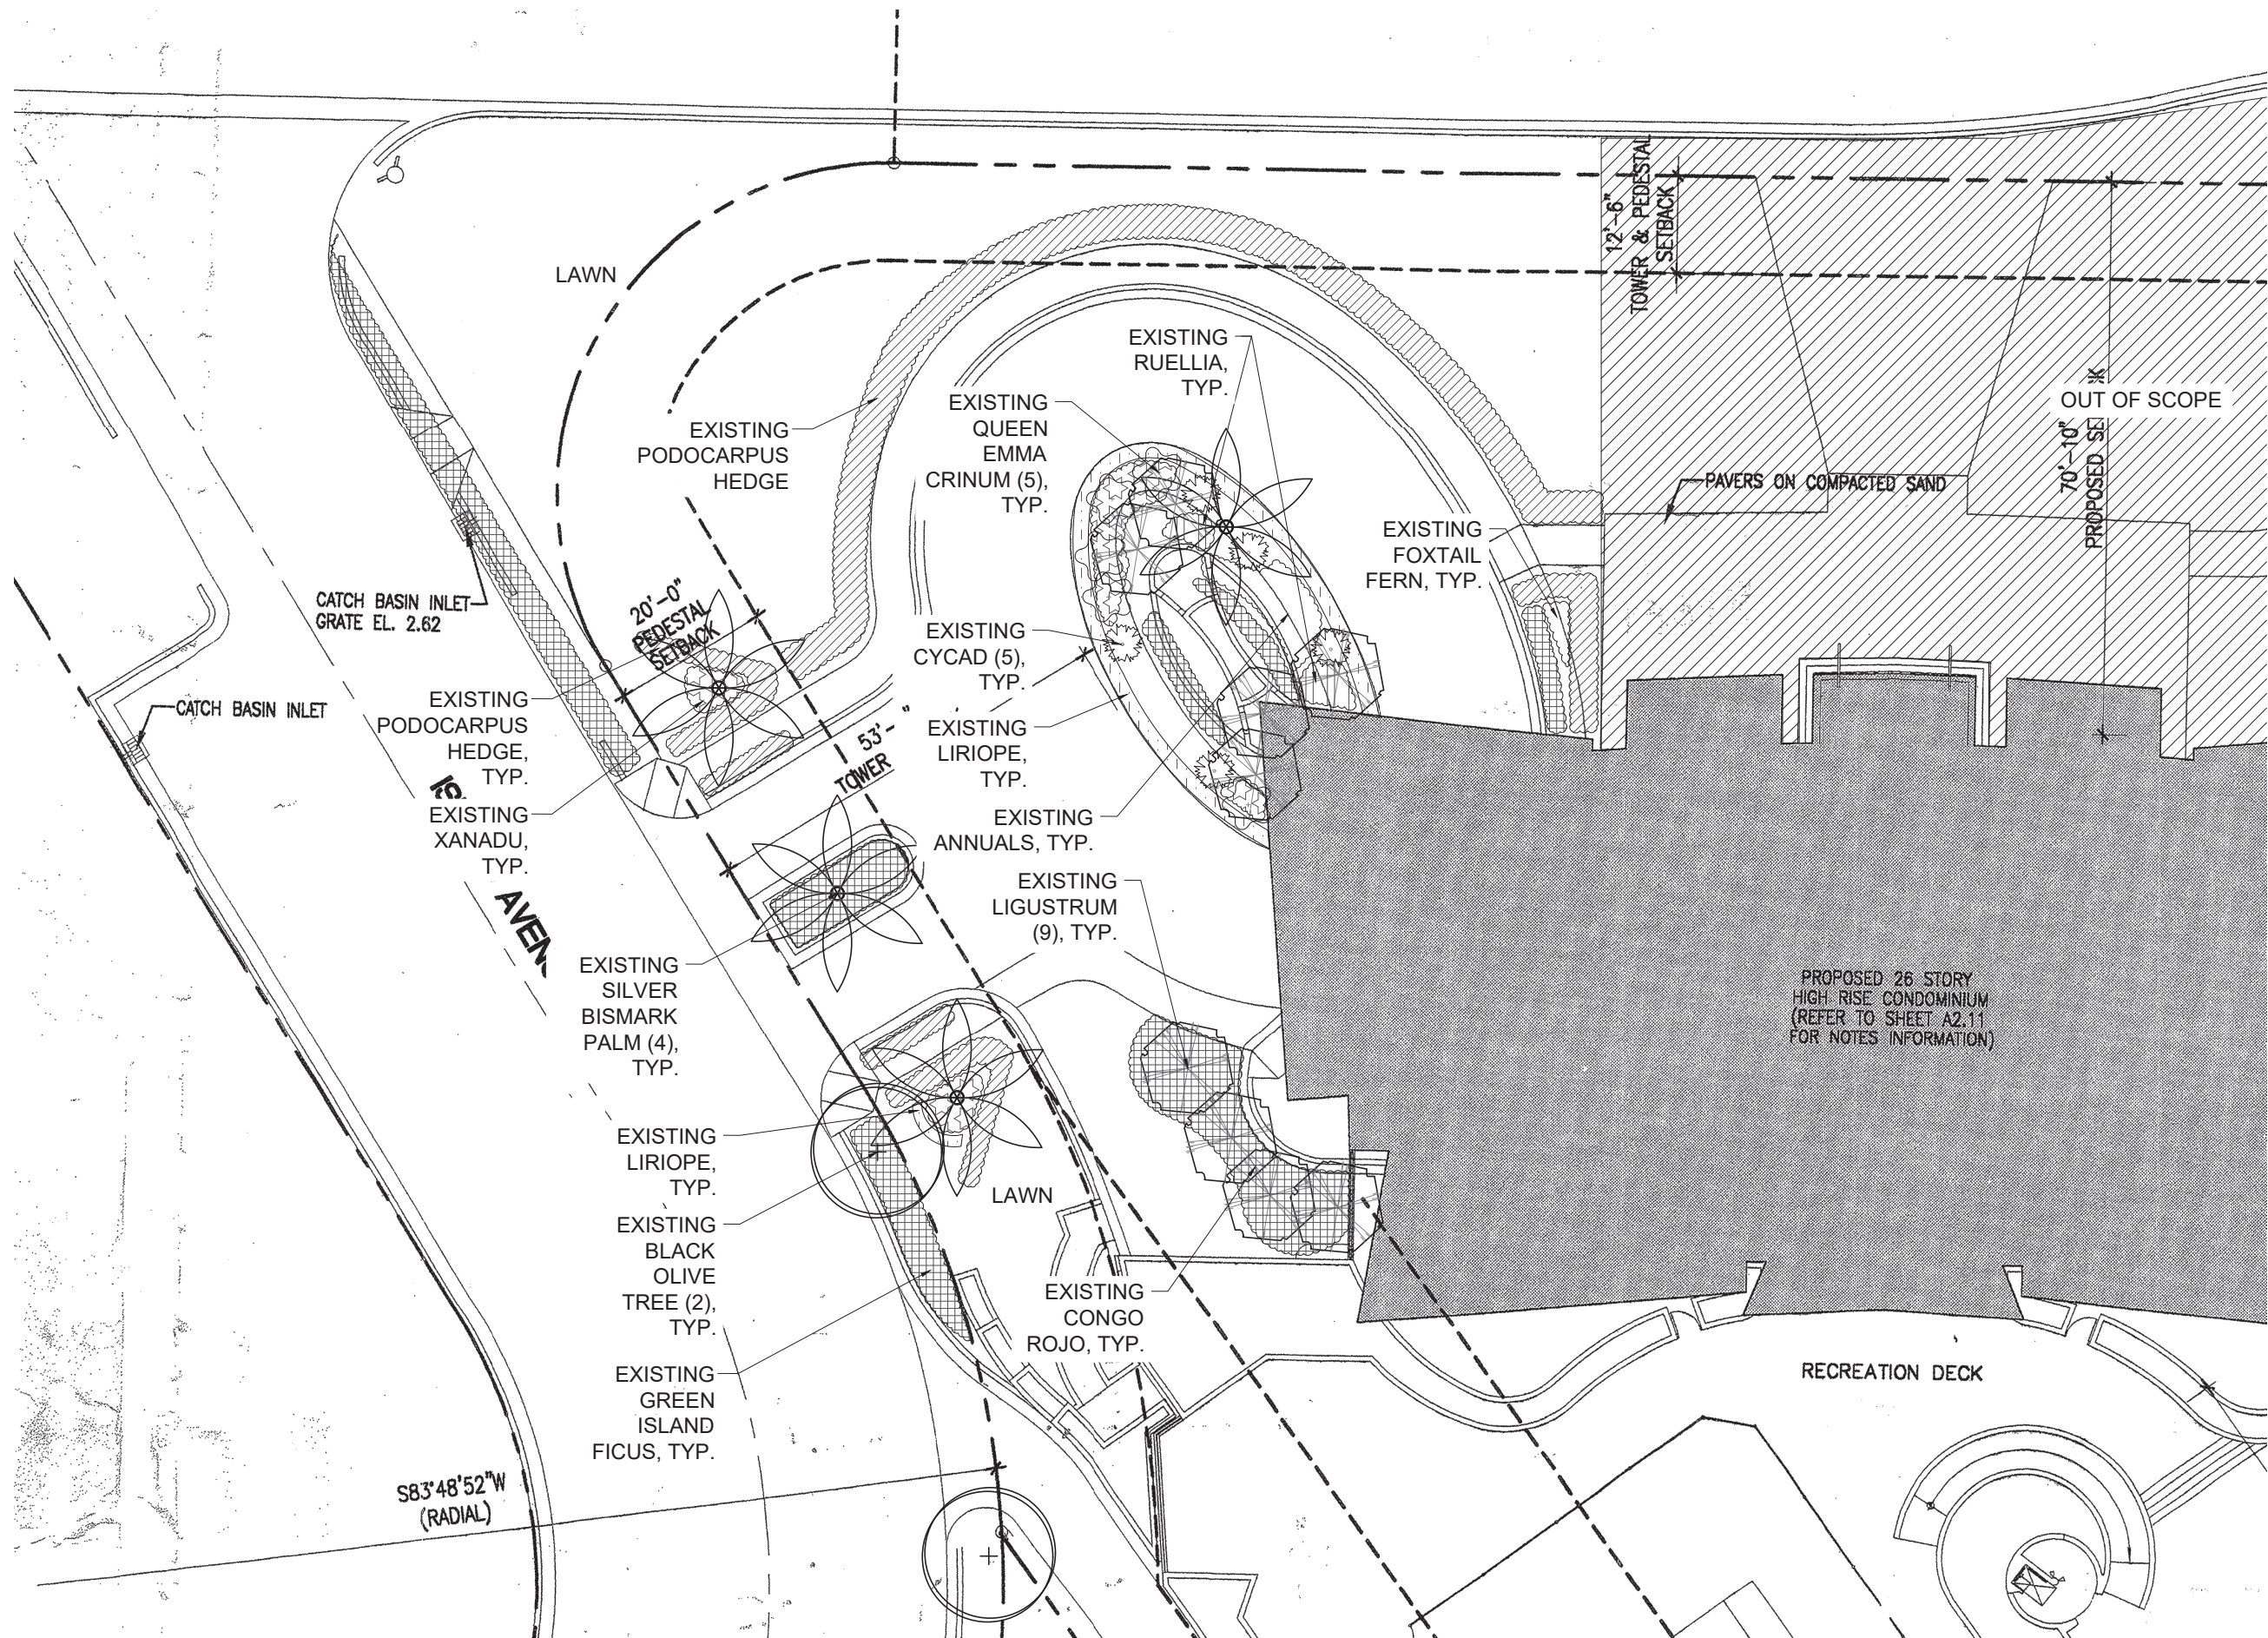 LAWN
12'-6"
TOWER & PEDESTAL
SETBACK
EXISTING
RUELLIA,
TYP.
EXISTING
QUEEN
EMMA
CRINUM (5),
TYP.
OUT OF SCOPE
70'-10"
PROPOSED
EXISTING
PODOCARPUS
HEDGE
PAVERS ON COMPACTED SAND
EXISTING
FOXTAIL
FERN, TYP.
CATCH BASIN INLET
GRATE EL. 2.62
20'-0"
PEDESTAL
SETBACK
EXISTING
CYCAD (5),
TYP.
EXISTING
PODOCARPUS
HEDGE,
TYP.
CATCH BASIN INLET
53'-
TOWER
EXISTING
LIRIOPE,
TYP.
EXISTING
XANADU,
TYP.
EXISTING
ANNUALS, TYP.
EXISTING
LIGUSTRUM
(9), TYP.
EXISTING
SILVER
BISMARK
PALM (4),
TYP.
PROPOSED 26 STORY
HIGH RISE CONDOMINIUM
(REFER TO SHEET A2.11
FOR NOTES INFORMATION)
EXISTING
LIRIOPE,
TYP.
LAWN
EXISTING
BLACK
OLIVE
TREE (2),
TYP.
EXISTING
CONGO
ROJO, TYP.
EXISTING
GREEN
ISLAND
FICUS, TYP.
RECREATION DECK
S83°48'52"W
(RADIAL)